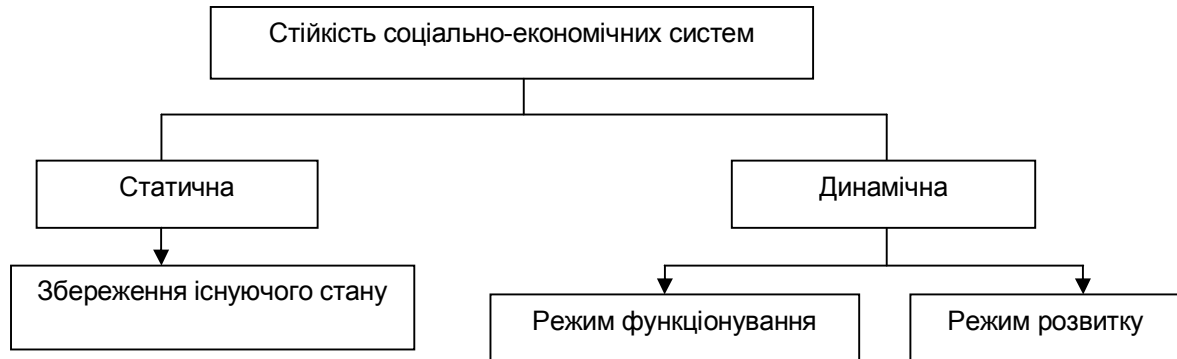 Стійкість соціально-економічних систем
Статична
Динамічна
Збереження існуючого стану
Режим функціонування
Режим розвитку